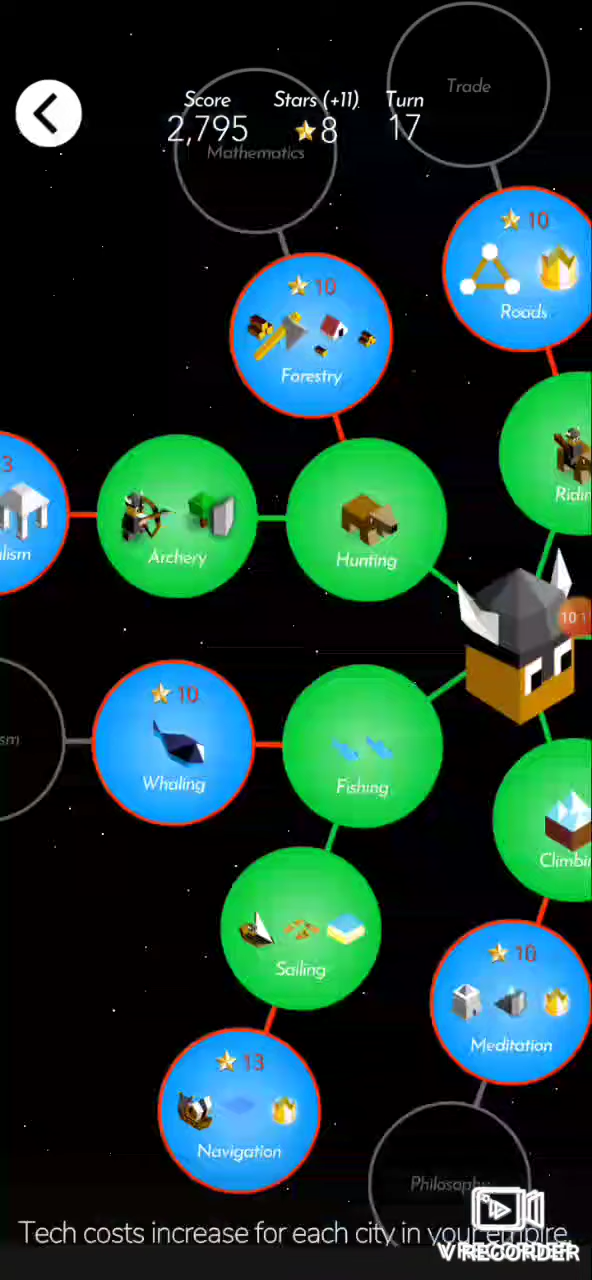 Trade
Score Stars (+11) Turn
2,795 8 17
Mathematics
10
Roads
10
Forestry
3
lism
Archery
Hunting
Ridin
10:1
10
Whaling
Fishing
sm)
Climbin
Sailing
10
Meditation
13
Navigation
Philosophy
Tech costs increase for each city in your empire.
VRECORDER